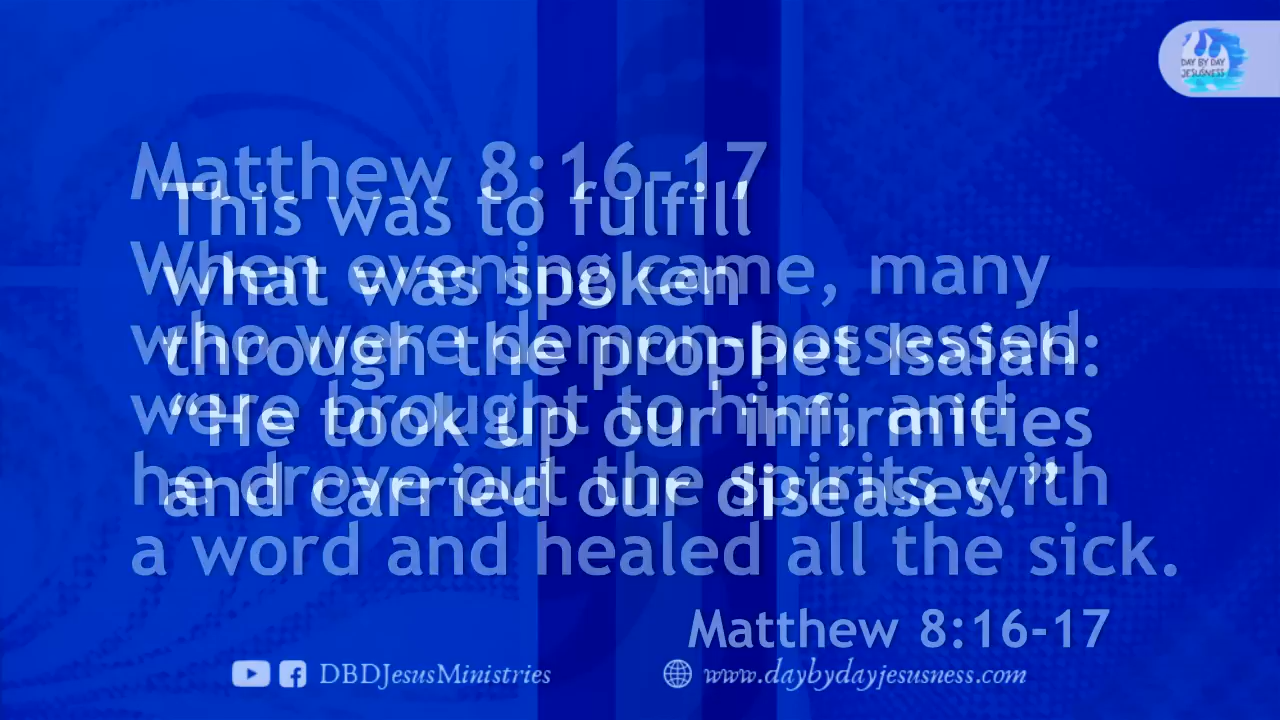 DAY BY DAY
JESUSNESS
Matthew 8:16-17
When evening came, many
who were demon-possessed
were brought to him, and
he drove out the spirits with
a word and healed all the sick.
This was to fulfill
what was spoken
through the prophet Isaiah:
“He took up our infirmities
and carried our diseases.”
Matthew 8:16-17
DBDJesusMinistries
www.daybydayjesusness.com